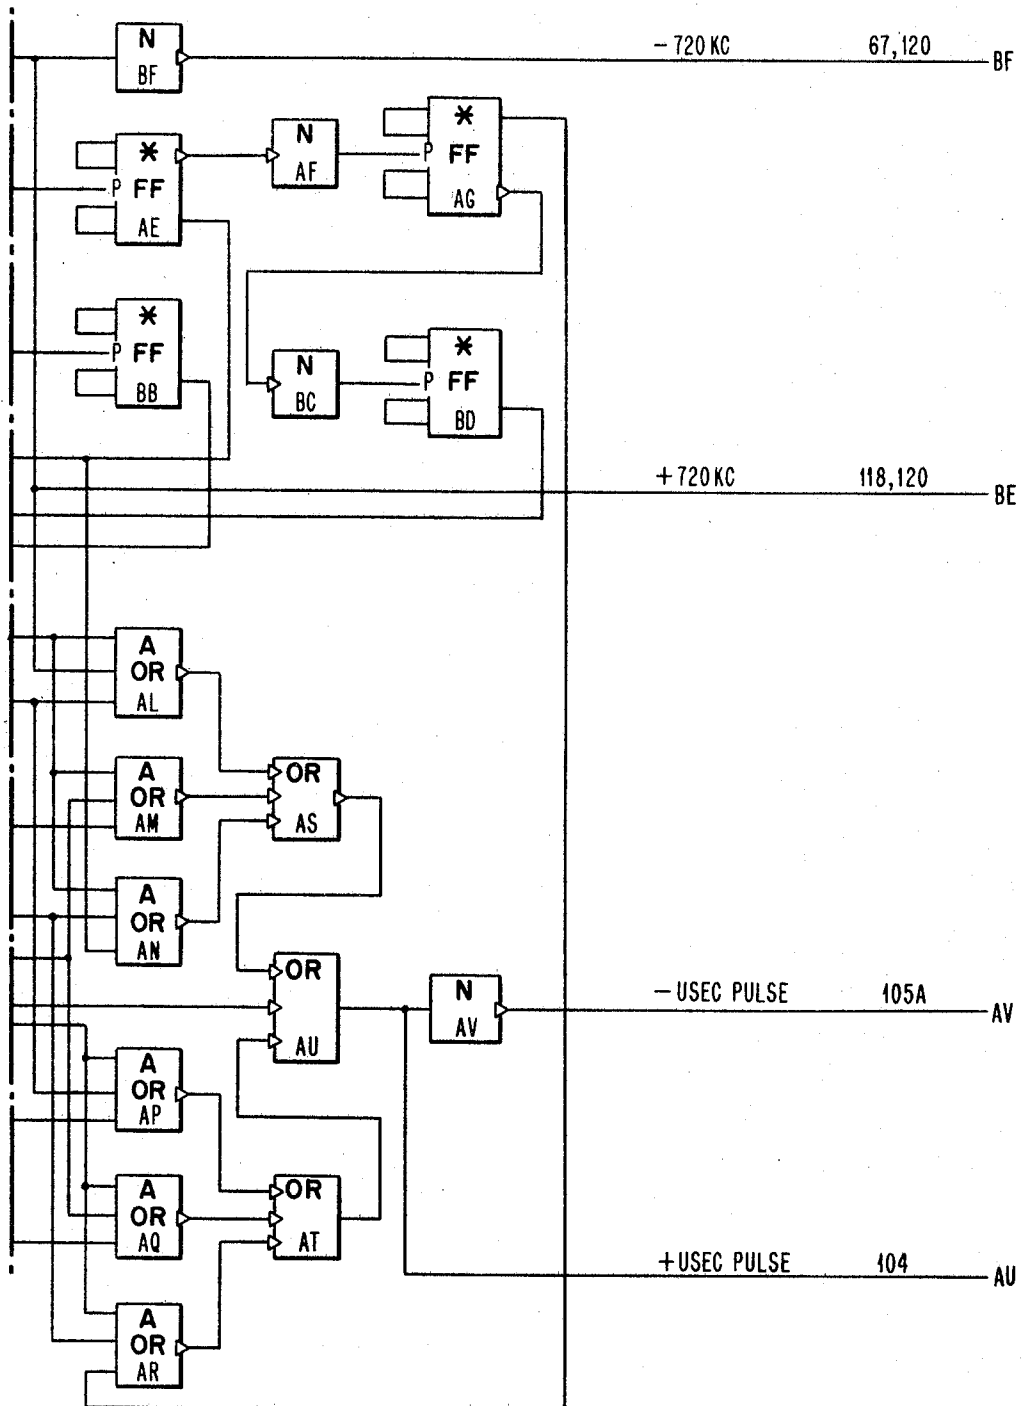 N
BF
-720 KC 67,120 BF
*
P FF
AE
N
AF
*
P FF
AG
*
P FF
BB
N
BC
*
P FF
BD
+720 KC 118,120 BE
A
OR
AL
A
OR
AM
OR
AS
A
OR
AN
OR
AU
N
AV
-USEC PULSE 105A AV
A
OR
AP
A
OR
AQ
OR
AT
+USEC PULSE 104 AU
A
OR
AR